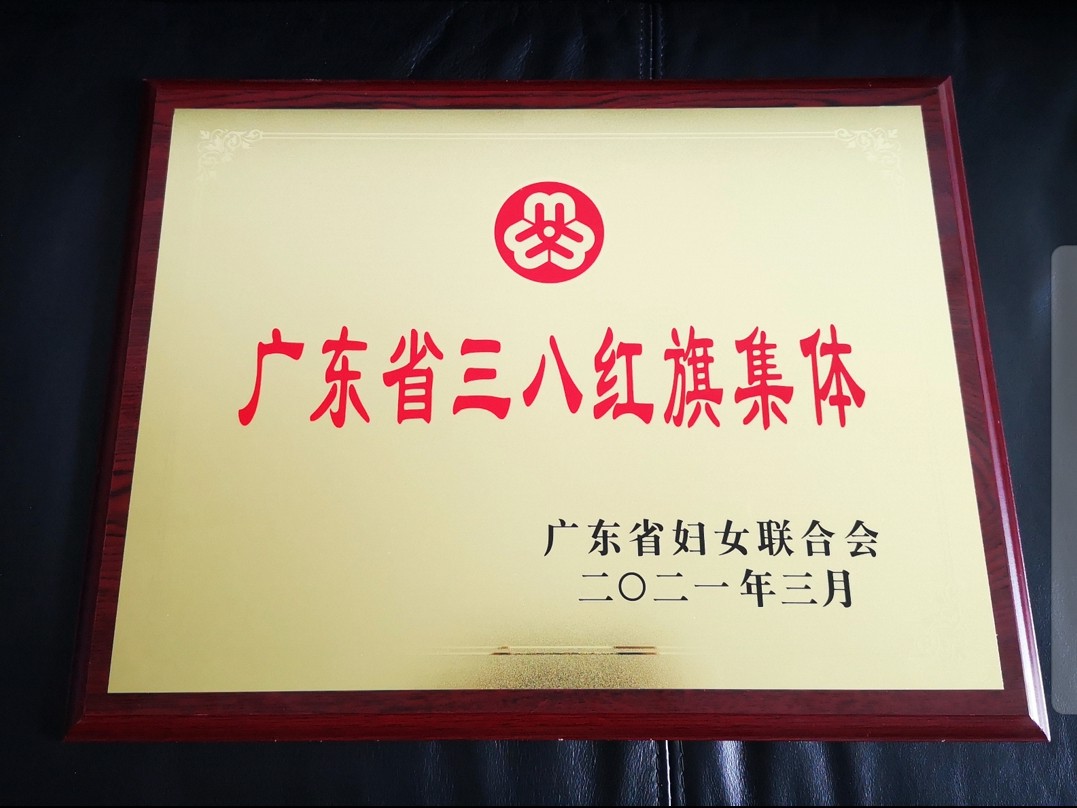 广东省三八红旗集体
广东省妇女联合会
二〇二一年三月